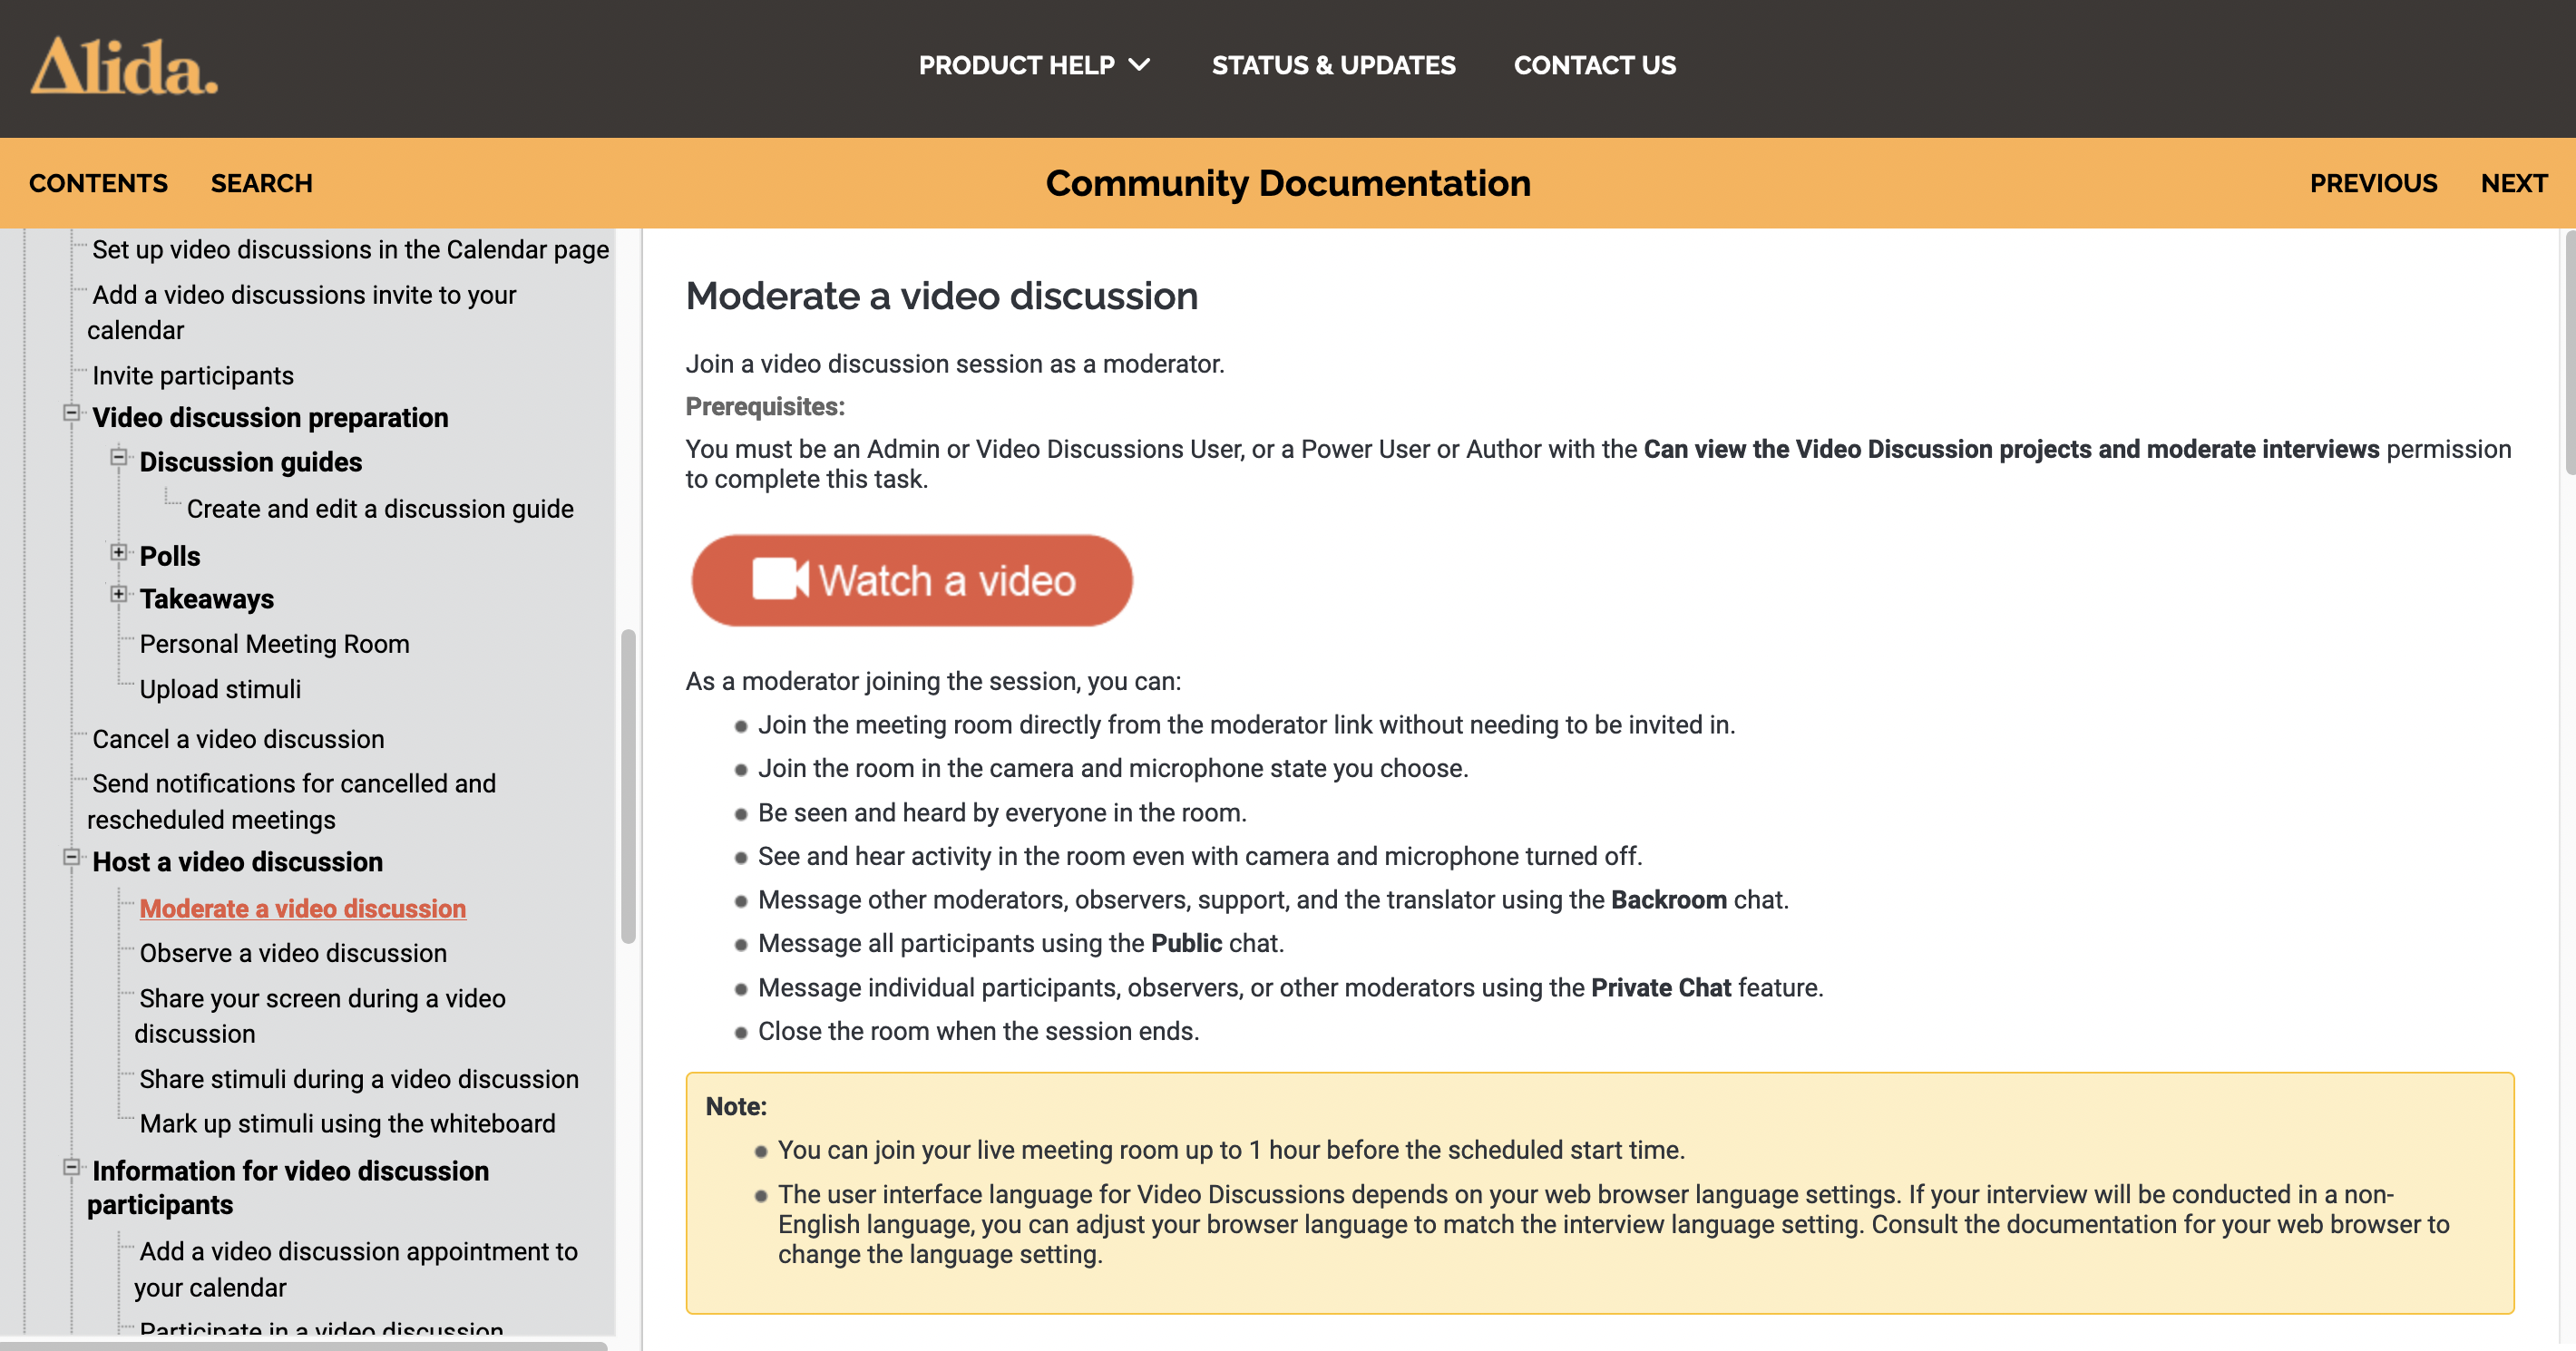 Alida.
PRODUCT HELP
STATUS & UPDATES
CONTACT US
CONTENTS
SEARCH
Community Documentation
PREVIOUS
NEXT
Set up video discussions in the Calendar page
Add a video discussions invite to your
calendar
Invite participants
Video discussion preparation
Discussion guides
Create and edit a discussion guide
Polls
Takeaways
Personal Meeting Room
Upload stimuli
Cancel a video discussion
Send notifications for cancelled and
rescheduled meetings
Host a video discussion
Moderate a video discussion
Observe a video discussion
Share your screen during a video
discussion
Share stimuli during a video discussion
Mark up stimuli using the whiteboard
Information for video discussion
participants
Add a video discussion appointment to
your calendar
Participate in a video discussion
Moderate a video discussion
Join a video discussion session as a moderator.
Prerequisites:
You must be an Admin or Video Discussions User, or a Power User or Author with the Can view the Video Discussion projects and moderate interviews permission
to complete this task.
Watch a video
As a moderator joining the session, you can:
Join the meeting room directly from the moderator link without needing to be invited in.
Join the room in the camera and microphone state you choose.
Be seen and heard by everyone in the room.
See and hear activity in the room even with camera and microphone turned off.
Message other moderators, observers, support, and the translator using the Backroom chat.
Message all participants using the Public chat.
Message individual participants, observers, or other moderators using the Private Chat feature.
Close the room when the session ends.
Note:
You can join your live meeting room up to 1 hour before the scheduled start time.
The user interface language for Video Discussions depends on your web browser language settings. If your interview will be conducted in a non-
English language, you can adjust your browser language to match the interview language setting. Consult the documentation for your web browser to
change the language setting.